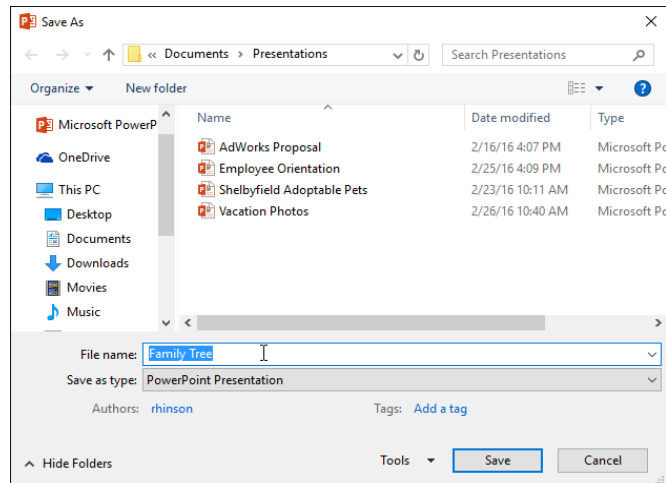 Save As
« Documents › Presentations
Search Presentations
Organize
New folder
Name Date modified Type
Microsoft PowerP
OneDrive
This PC
Desktop
Documents
Downloads
Movies
Music
AdWorks Proposal 2/16/16 4:07 PM Microsoft Po
Employee Orientation 2/25/16 4:09 PM Microsoft Po
Shelbyfield Adoptable Pets 2/23/16 10:11 AM Microsoft Po
Vacation Photos 2/26/16 10:40 AM Microsoft Po
File name: Family Tree
Save as type: PowerPoint Presentation
Authors: rhinson Tags: Add a tag
Hide Folders Tools Save Cancel